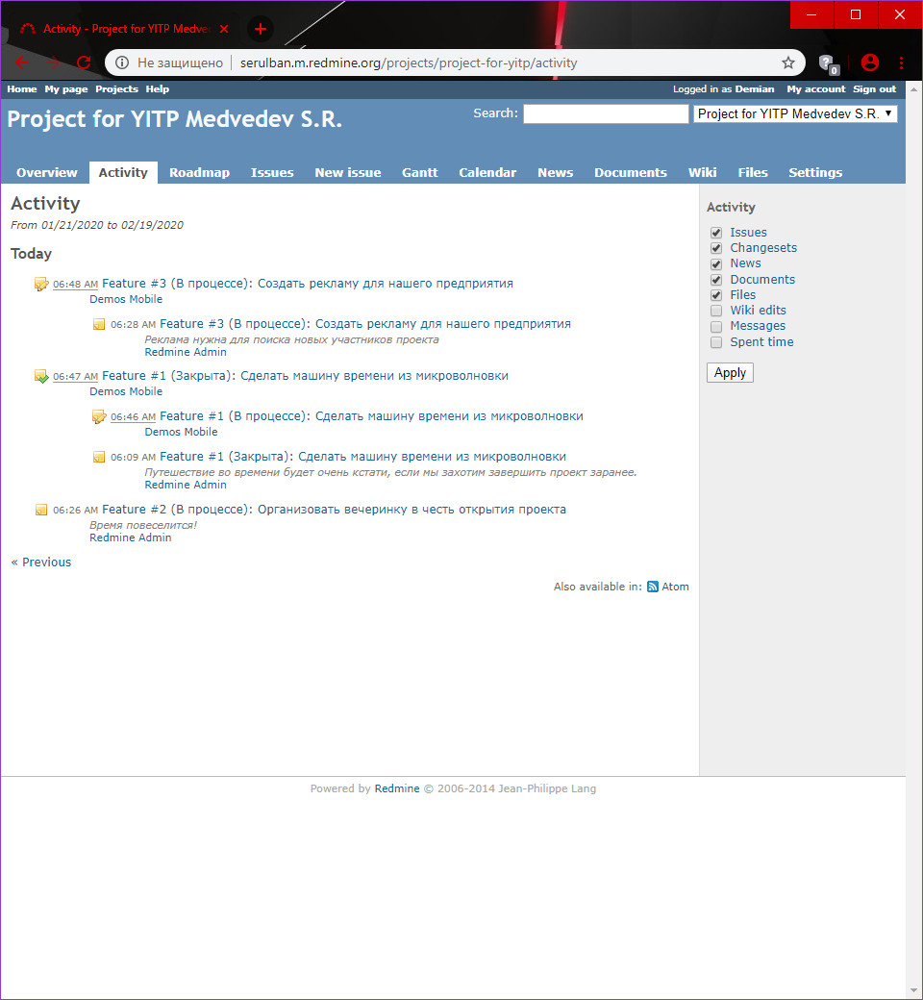 Activity - Project for YITP Medve
Не защищено | serulban.m.redmine.org/projects/project-for-yitp/activity
0
Home My page Projects Help Logged in as Demian My account Sign out
Project for YITP Medvedev S.R. Search: Project for YITP Medvedev S.R.
Overview Activity Roadmap Issues New issue Gantt Calendar News Documents Wiki Files Settings
Activity
From 01/21/2020 to 02/19/2020
Today
06:48 AM Feature #3 (В процессе): Создать рекламу для нашего предприятия
Demos Mobile
06:28 AM Feature #3 (В процессе): Создать рекламу для нашего предприятия
Реклама нужна для поиска новых участников проекта
Redmine Admin
06:47 AM Feature #1 (Закрыта): Сделать машину времени из микроволновки
Demos Mobile
06:46 AM Feature #1 (В процессе): Сделать машину времени из микроволновки
Demos Mobile
06:09 AM Feature #1 (Закрыта): Сделать машину времени из микроволновки
Путешествие во времени будет очень кстати, если мы захотим завершить проект заранее.
Redmine Admin
06:26 AM Feature #2 (В процессе): Организовать вечеринку в честь открытия проекта
Время повеселится!
Redmine Admin
« Previous
Also available in: Atom
Activity
Issues
Changesets
News
Documents
Files
Wiki edits
Messages
Spent time
Apply
Powered by Redmine © 2006-2014 Jean-Philippe Lang